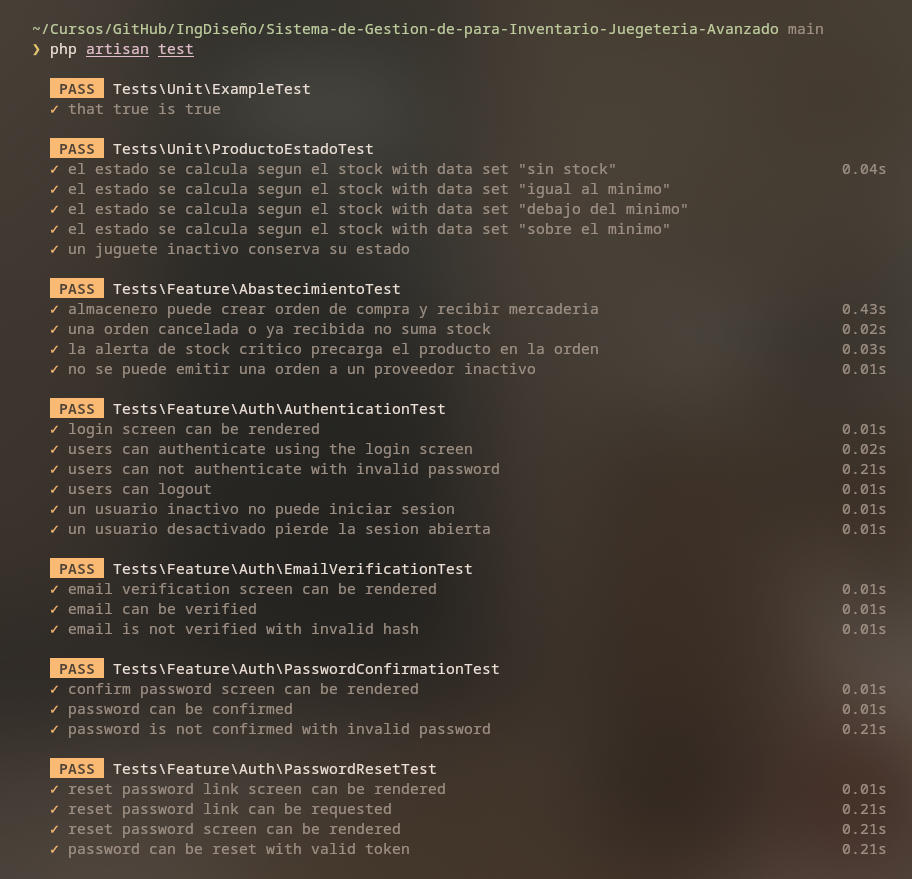 ~/Cursos/GitHub/IngDiseño/Sistema-de-Gestion-de-para-Inventario-Juegeteria-Avanzado main
❯ php artisan test
PASS Tests\Unit\ExampleTest
✓ that true is true
PASS Tests\Unit\ProductoEstadoTest
✓ el estado se calcula segun el stock with data set "sin stock" 0.04s
✓ el estado se calcula segun el stock with data set "igual al minimo"
✓ el estado se calcula segun el stock with data set "debajo del minimo"
✓ el estado se calcula segun el stock with data set "sobre el minimo"
✓ un juguete inactivo conserva su estado
PASS Tests\Feature\AbastecimientoTest
✓ almacenero puede crear orden de compra y recibir mercaderia 0.43s
✓ una orden cancelada o ya recibida no suma stock 0.02s
✓ la alerta de stock critico precarga el producto en la orden 0.03s
✓ no se puede emitir una orden a un proveedor inactivo 0.01s
PASS Tests\Feature\Auth\AuthenticationTest
✓ login screen can be rendered 0.01s
✓ users can authenticate using the login screen 0.02s
✓ users can not authenticate with invalid password 0.21s
✓ users can logout 0.01s
✓ un usuario inactivo no puede iniciar sesion 0.01s
✓ un usuario desactivado pierde la sesion abierta 0.01s
PASS Tests\Feature\Auth\EmailVerificationTest
✓ email verification screen can be rendered 0.01s
✓ email can be verified 0.01s
✓ email is not verified with invalid hash 0.01s
PASS Tests\Feature\Auth\PasswordConfirmationTest
✓ confirm password screen can be rendered 0.01s
✓ password can be confirmed 0.01s
✓ password is not confirmed with invalid password 0.21s
PASS Tests\Feature\Auth\PasswordResetTest
✓ reset password link screen can be rendered 0.01s
✓ reset password link can be requested 0.21s
✓ reset password screen can be rendered 0.21s
✓ password can be reset with valid token 0.21s